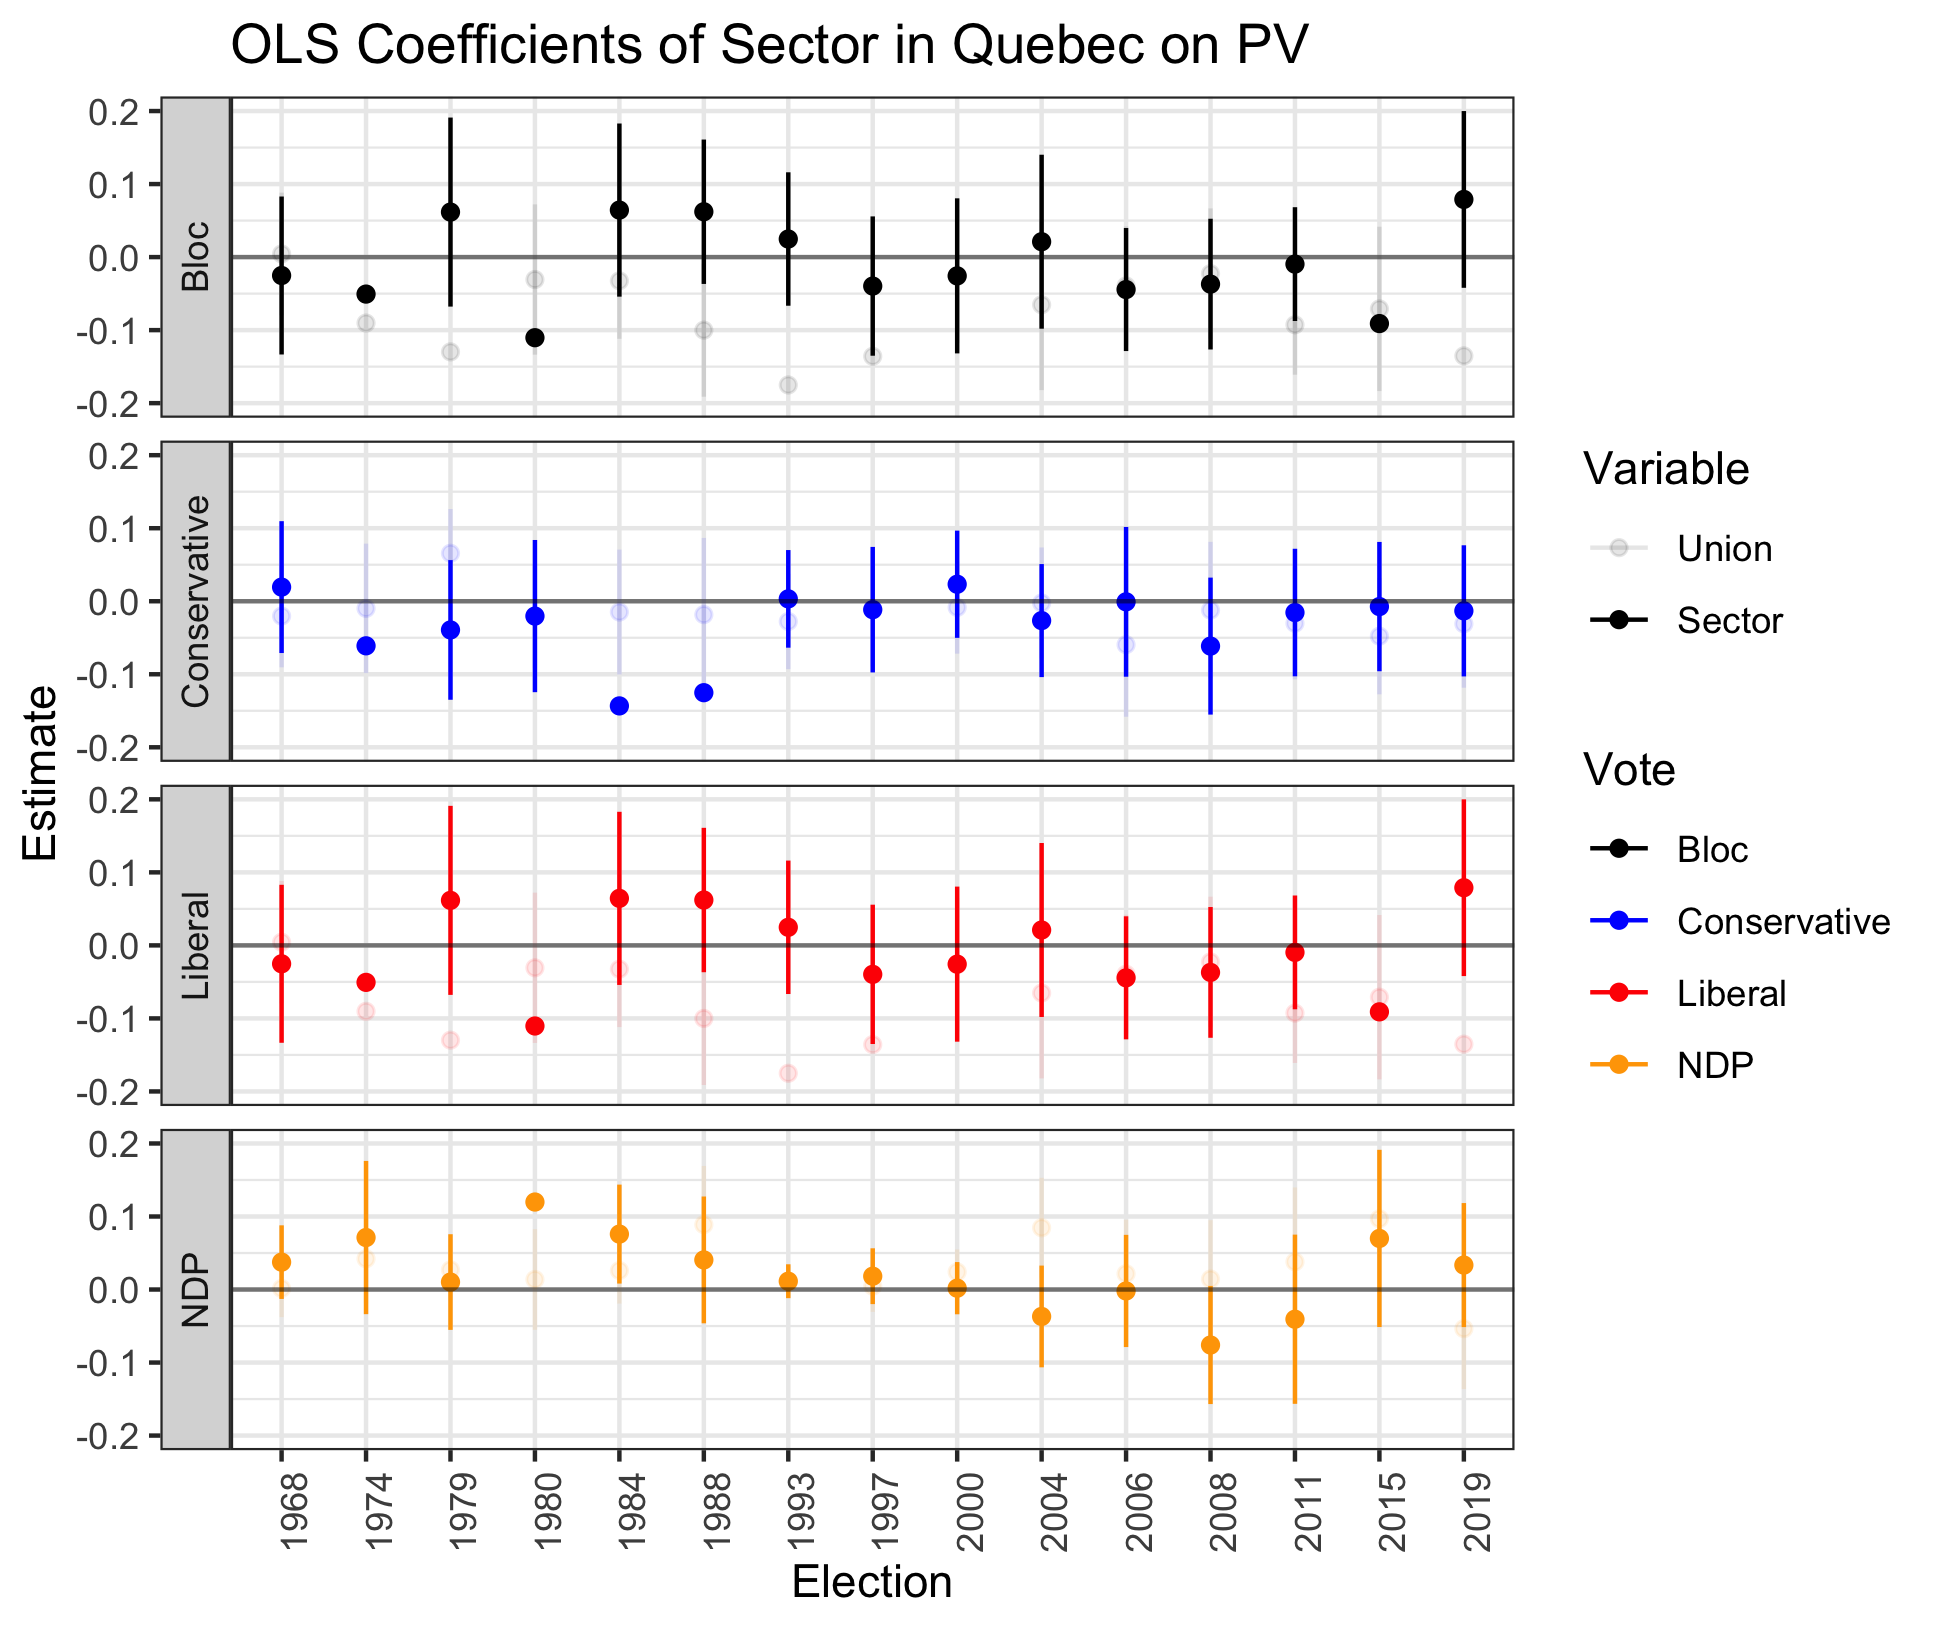 OLS Coefficients of Sector in Quebec on PV
Estimate
Bloc
0.2
0.1
0.0
-0.1
-0.2
Conservative
0.2
0.1
0.0
-0.1
-0.2
Liberal
0.2
0.1
0.0
-0.1
-0.2
NDP
0.2
0.1
0.0
-0.1
-0.2
1968 1974 1979 1980 1984 1988 1993 1997 2000 2004 2006 2008 2011 2015 2019
Election
Variable
Union
Sector
Vote
Bloc
Conservative
Liberal
NDP